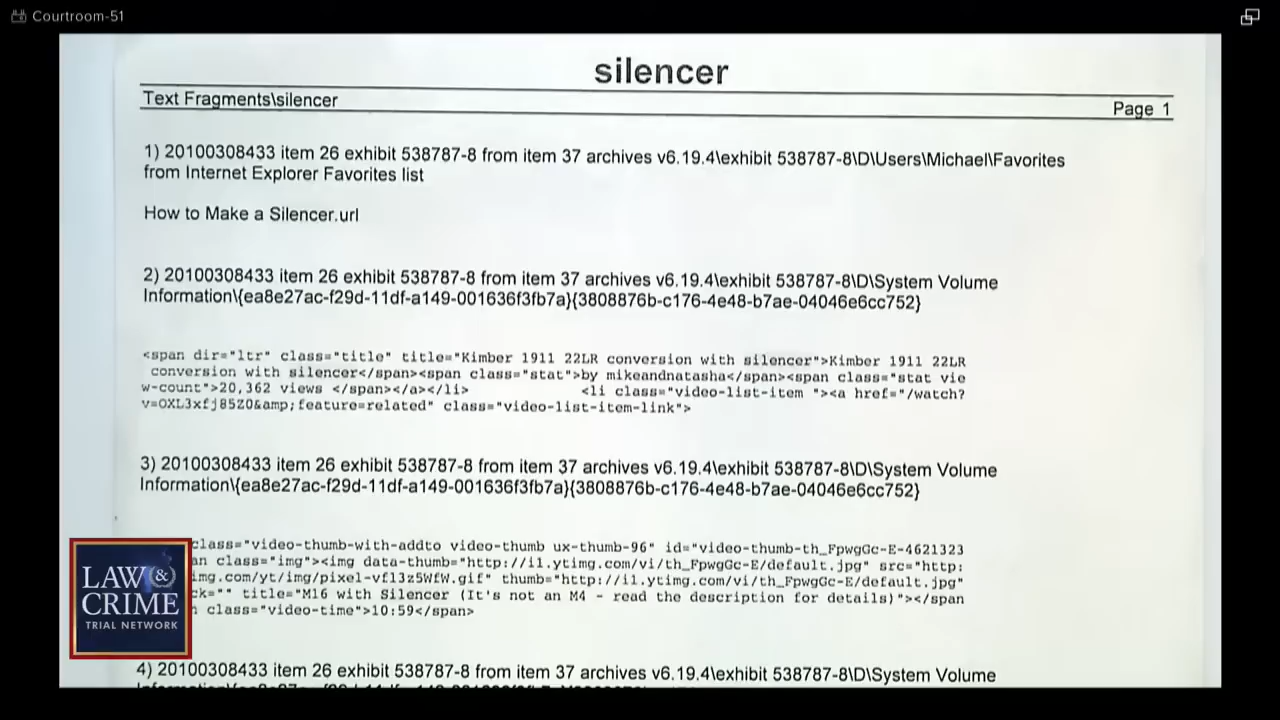 Courtroom-51
silencer
Text Fragments\silencer
Page 1
1) 20100308433 item 26 exhibit 538787-8 from item 37 archives v6.19.4\exhibit 538787-8\D\Users\Michael\Favorites
from Internet Explorer Favorites list
How to Make a Silencer.url
2) 20100308433 item 26 exhibit 538787-8 from item 37 archives v6.19.4\exhibit 538787-8\D\System Volume
Information\{ea8e27ac-f29d-11df-a149-001636f3fb7a}{3808876b-c176-4e48-b7ae-04046e6cc752}
<span dir="ltr" class="title" title="Kimber 1911 22LR conversion with silencer">Kimber 1911 22LR
conversion with silencer</span><span class="stat">by mikeandnatasha</span><span class="stat vie
w-count">20,362 views </span></a></li> <li class="video-list-item "><a href="/watch?
v=OXL3xfj85Z0&amp;feature=related" class="video-list-item-link">
3) 20100308433 item 26 exhibit 538787-8 from item 37 archives v6.19.4\exhibit 538787-8\D\System Volume
Information\{ea8e27ac-f29d-11df-a149-001636f3fb7a}{3808876b-c176-4e48-b7ae-04046e6cc752}
class="video-thumb-with-addto video-thumb ux-thumb-96" id="video-thumb-th_FpwgGc-E-4621323
an class="img"><img data-thumb="http://i1.ytimg.com/vi/th_FpwgGc-E/default.jpg" src="http:
img.com/yt/img/pixel-vfl3z5WfW.gif" thumb="http://i1.ytimg.com/vi/th_FpwgGc-E/default.jpg"
ck="" title="M16 with Silencer (It's not an M4 - read the description for details)"></span
class="video-time">10:59</span>
4) 20100308433 item 26 exhibit 538787-8 from item 37 archives v6.19.4\exhibit 538787-8\D\System Volume
LAW &
CRIME
TRIAL NETWORK